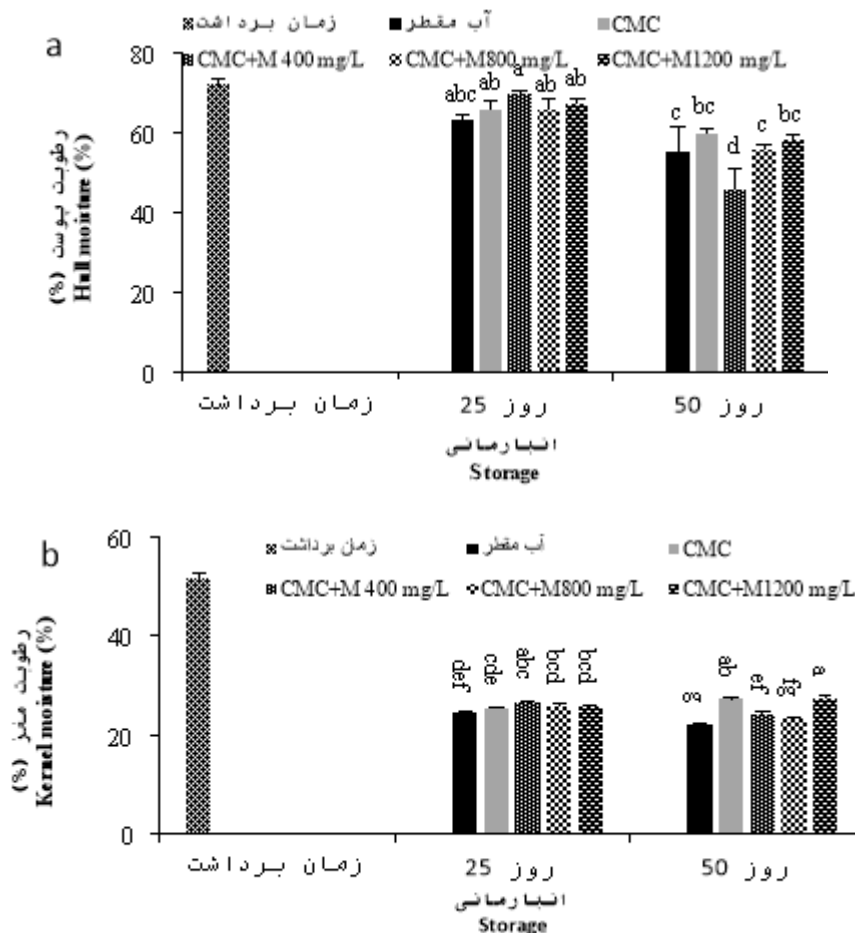 a
زمان برداشت آب مقطر CMC
CMC+M 400 mg/L CMC+M800 mg/L CMC+M1200 mg/L
80
60
40
20
0
رطوبت پوست (%)
Hull moisture (%)
abc ab a ab ab
c bc d c bc
زمان برداشت 25 روز 50 روز
انبارمانی
Storage
b
زمان برداشت آب مقطر CMC
CMC+M 400 mg/L CMC+M800 mg/L CMC+M1200 mg/L
60
40
20
0
رطوبت مغز (%)
Kernel moisture (%)
def cde abc bcd bcd
g ab ef fg a
زمان برداشت 25 روز 50 روز
انبارمانی
Storage